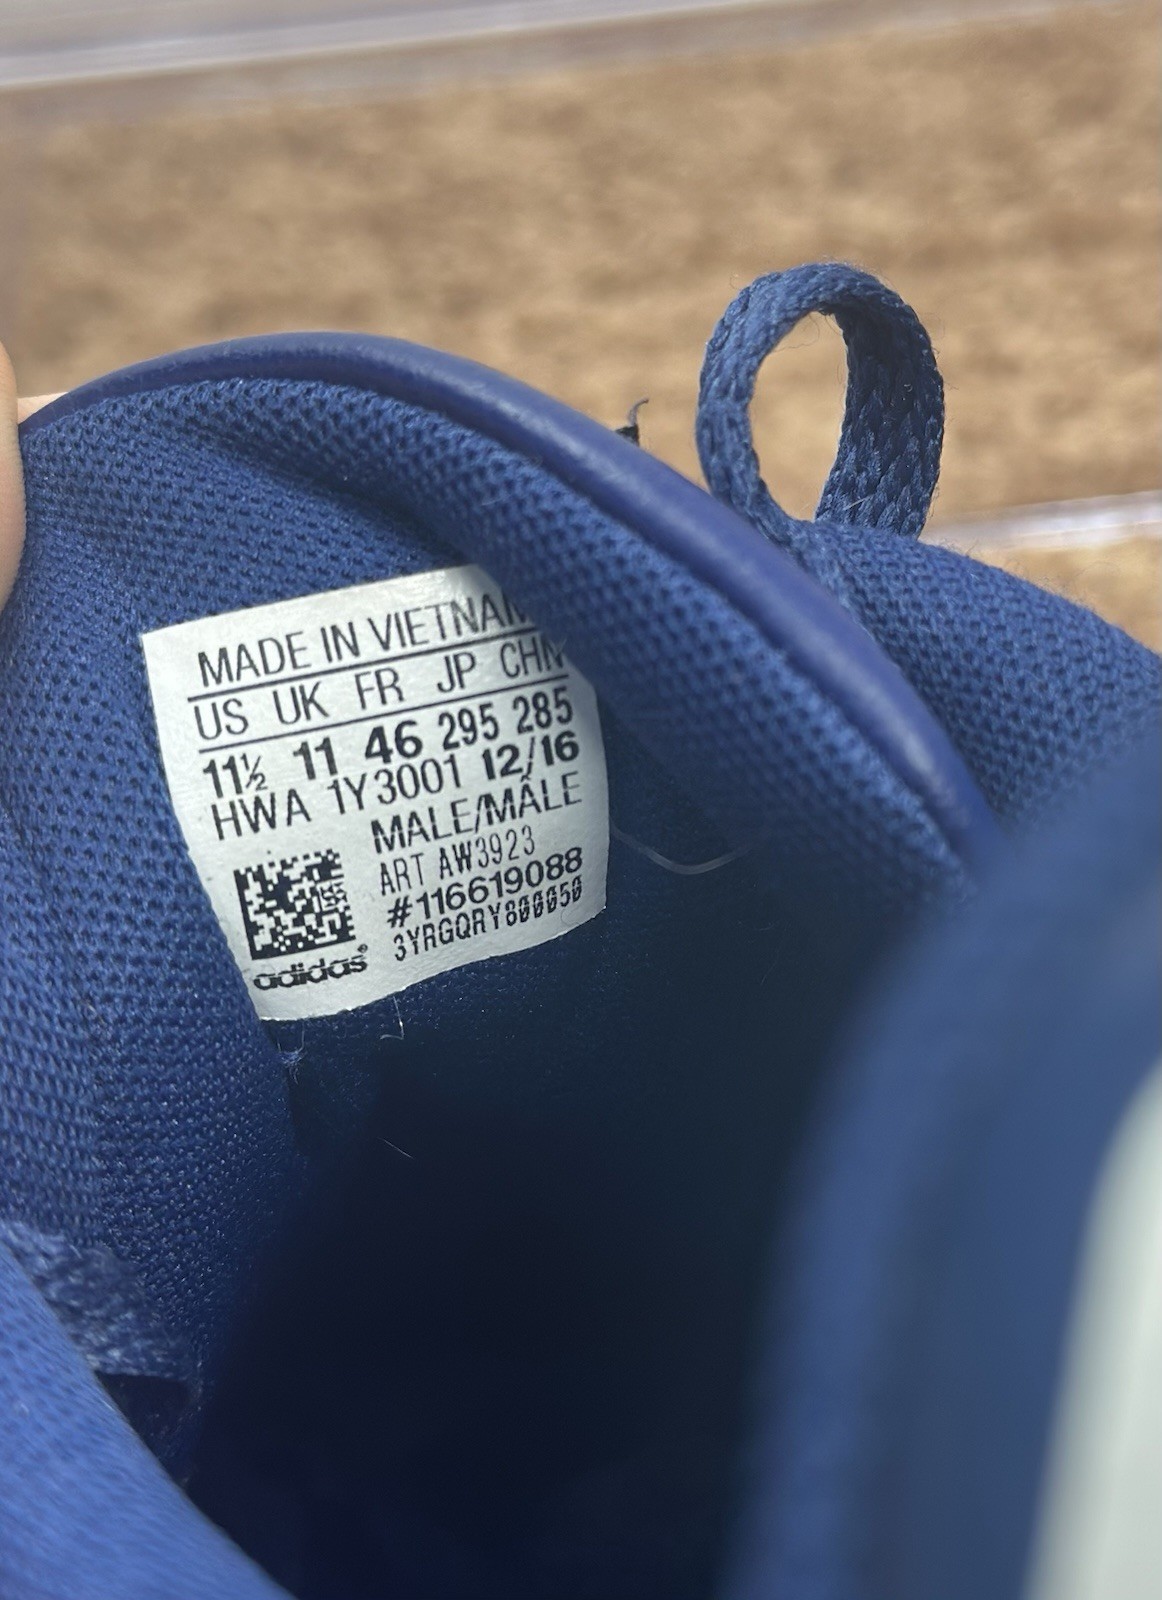 MADE IN VIETNAM
US UK FR JP CHN
11½ 11 46 295 285
HWA 1Y3001 12/16
MALE/MÂLE
ART AW3923
#116619088
3YRGQRY800050
adidas®